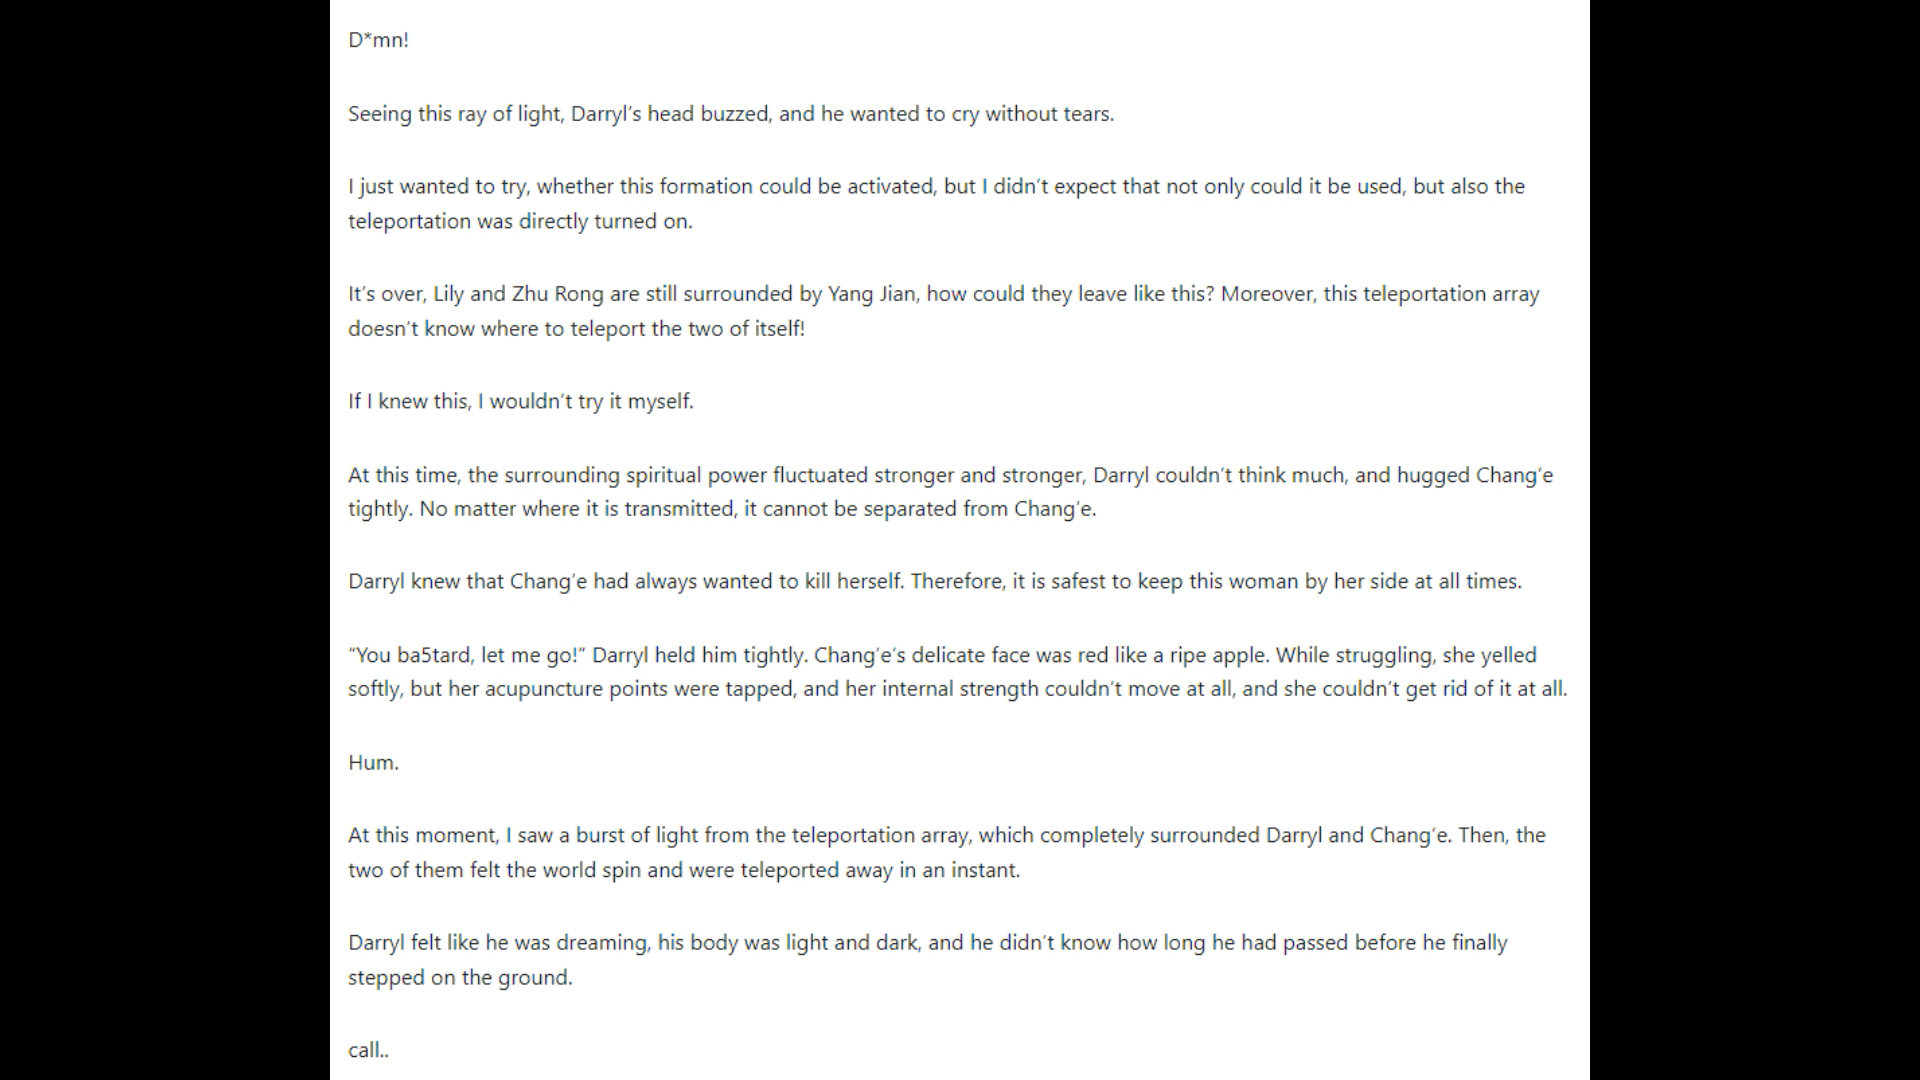 D*mn!
Seeing this ray of light, Darryl’s head buzzed, and he wanted to cry without tears.
I just wanted to try, whether this formation could be activated, but I didn’t expect that not only could it be used, but also the
teleportation was directly turned on.
It’s over, Lily and Zhu Rong are still surrounded by Yang Jian, how could they leave like this? Moreover, this teleportation array
doesn’t know where to teleport the two of itself!
If I knew this, I wouldn’t try it myself.
At this time, the surrounding spiritual power fluctuated stronger and stronger, Darryl couldn’t think much, and hugged Chang’e
tightly. No matter where it is transmitted, it cannot be separated from Chang’e.
Darryl knew that Chang’e had always wanted to kill herself. Therefore, it is safest to keep this woman by her side at all times.
“You ba5tard, let me go!” Darryl held him tightly. Chang’e’s delicate face was red like a ripe apple. While struggling, she yelled
softly, but her acupuncture points were tapped, and her internal strength couldn’t move at all, and she couldn’t get rid of it at all.
Hum.
At this moment, I saw a burst of light from the teleportation array, which completely surrounded Darryl and Chang’e. Then, the
two of them felt the world spin and were teleported away in an instant.
Darryl felt like he was dreaming, his body was light and dark, and he didn’t know how long he had passed before he finally
stepped on the ground.
call..